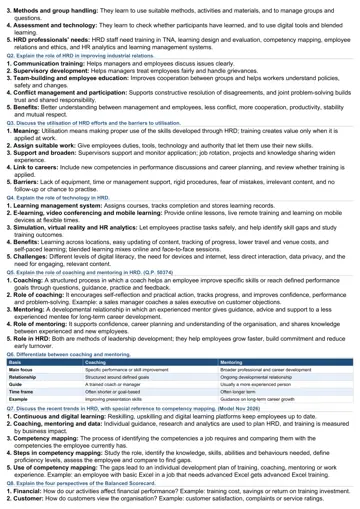 3. Methods and group handling: They learn to use suitable methods, activities and materials, and to manage groups and
questions.
4. Assessment and technology: They learn to check whether participants have learned, and to use digital tools and blended
learning.
5. HRD professionals' needs: HRD staff need training in TNA, learning design and evaluation, competency mapping, employee
relations and ethics, and HR analytics and learning management systems.
Q2. Explain the role of HRD in improving industrial relations.
1. Communication training: Helps managers and employees discuss issues clearly.
2. Supervisory development: Helps managers treat employees fairly and handle grievances.
3. Team-building and employee education: Improves cooperation between groups and helps workers understand policies,
safety and changes.
4. Conflict management and participation: Supports constructive resolution of disagreements, and joint problem-solving builds
trust and shared responsibility.
5. Benefits: Better understanding between management and employees, less conflict, more cooperation, productivity, stability
and mutual respect.
Q3. Discuss the utilisation of HRD efforts and the barriers to utilisation.
1. Meaning: Utilisation means making proper use of the skills developed through HRD; training creates value only when it is
applied at work.
2. Assign suitable work: Give employees duties, tools, technology and authority that let them use their new skills.
3. Support and broaden: Supervisors support and monitor application; job rotation, projects and knowledge sharing widen
experience.
4. Link to careers: Include new competencies in performance discussions and career planning, and review whether training is
applied.
5. Barriers: Lack of equipment, time or management support, rigid procedures, fear of mistakes, irrelevant content, and no
follow-up or chance to practise.
Q4. Explain the role of technology in HRD.
1. Learning management system: Assigns courses, tracks completion and stores learning records.
2. E-learning, video conferencing and mobile learning: Provide online lessons, live remote training and learning on mobile
devices at flexible times.
3. Simulation, virtual reality and HR analytics: Let employees practise tasks safely, and help identify skill gaps and study
training outcomes.
4. Benefits: Learning across locations, easy updating of content, tracking of progress, lower travel and venue costs, and
self-paced learning; blended learning mixes online and face-to-face sessions.
5. Challenges: Different levels of digital literacy, the need for devices and internet, less direct interaction, data privacy, and the
need for engaging, relevant content.
Q5. Explain the role of coaching and mentoring in HRD. (Q.P. 50374)
1. Coaching: A structured process in which a coach helps an employee improve specific skills or reach defined performance
goals through questions, guidance, practice and feedback.
2. Role of coaching: It encourages self-reflection and practical action, tracks progress, and improves confidence, performance
and problem-solving. Example: a sales manager coaches a sales executive on customer objections.
3. Mentoring: A developmental relationship in which an experienced mentor gives guidance, advice and support to a less
experienced mentee for long-term career development.
4. Role of mentoring: It supports confidence, career planning and understanding of the organisation, and shares knowledge
between experienced and new employees.
5. Role in HRD: Both are methods of leadership development; they help employees grow faster, build commitment and reduce
early turnover.
Q6. Differentiate between coaching and mentoring.
Basis Coaching Mentoring
Main focus Specific performance or skill improvement Broader professional and career development
Relationship Structured around defined goals Ongoing developmental relationship
Guide A trained coach or manager Usually a more experienced person
Time frame Often shorter or goal-based Often longer term
Example Improving presentation skills Guidance on long-term career growth
Q7. Discuss the recent trends in HRD, with special reference to competency mapping. (Model Nov 2026)
1. Continuous and digital learning: Reskilling, upskilling and digital learning platforms keep employees up to date.
2. Coaching, mentoring and data: Individual guidance, research and analytics are used to plan HRD, and training is measured
by business impact.
3. Competency mapping: The process of identifying the competencies a job requires and comparing them with the
competencies the employee currently has.
4. Steps in competency mapping: Study the role, identify the knowledge, skills, abilities and behaviours needed, define
proficiency levels, assess the employee and compare to find gaps.
5. Use of competency mapping: The gaps lead to an individual development plan of training, coaching, mentoring or work
experience. Example: an employee with basic Excel in a job that needs advanced Excel gets advanced Excel training.
Q8. Explain the four perspectives of the Balanced Scorecard.
1. Financial: How do our activities affect financial performance? Example: training cost, savings or return on training investment.
2. Customer: How do customers view the organisation? Example: customer satisfaction, complaints or service ratings.